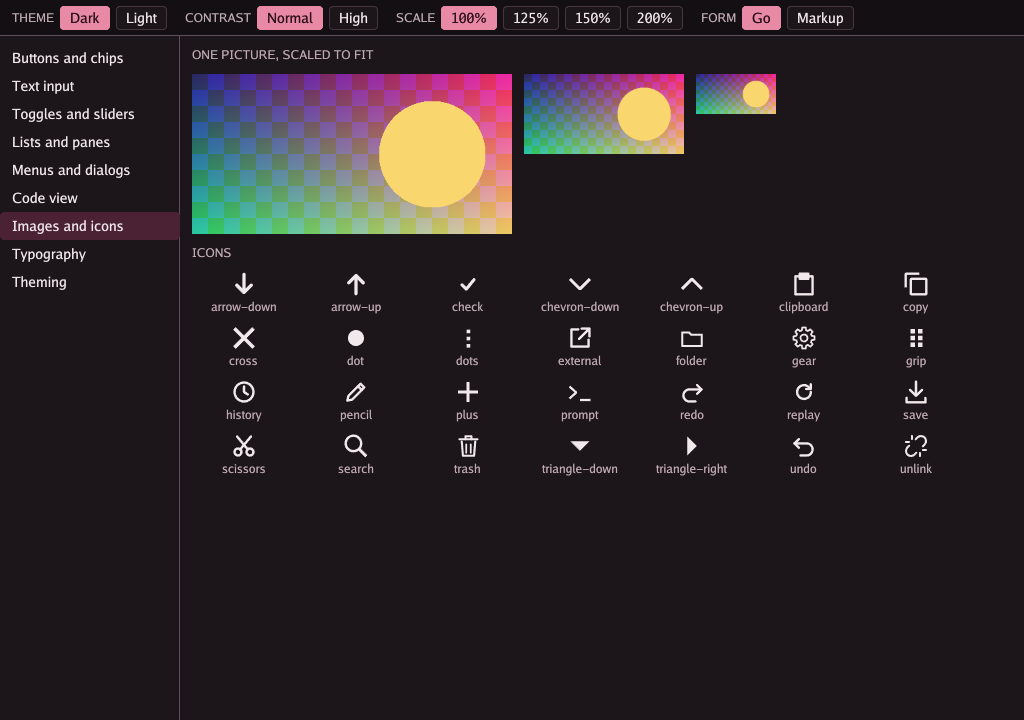 THEME Dark Light CONTRAST Normal High SCALE 100% 125% 150% 200% FORM Go Markup
Buttons and chips
Text input
Toggles and sliders
Lists and panes
Menus and dialogs
Code view
Images and icons
Typography
Theming
ONE PICTURE, SCALED TO FIT
ICONS
arrow-down arrow-up check chevron-down chevron-up clipboard copy
cross dot dots external folder gear grip
history pencil plus prompt redo replay save
scissors search trash triangle-down triangle-right undo unlink